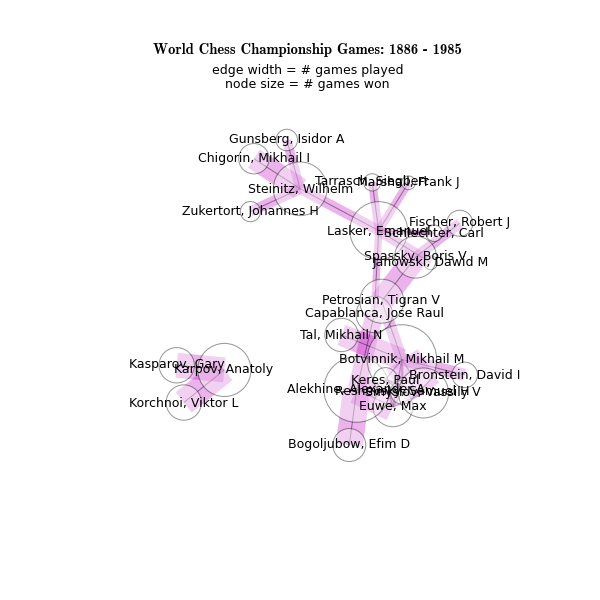 World Chess Championship Games: 1886 - 1985
edge width = # games played
node size = # games won
Gunsberg, Isidor A
Chigorin, Mikhail I
Tarrasch, Siegbert
Marshall, Frank J
Steinitz, Wilhelm
Zukertort, Johannes H
Fischer, Robert J
Lasker, Emanuel
Schlechter, Carl
Spassky, Boris V
Janowski, Dawid M
Petrosian, Tigran V
Capablanca, Jose Raul
Tal, Mikhail N
Botvinnik, Mikhail M
Kasparov, Gary
Karpov, Anatoly
Bronstein, David I
Keres, Paul
Alekhine, Alexander A
Reshevsky, Samuel H
Smyslov, Vassily V
Korchnoi, Viktor L
Euwe, Max
Bogoljubow, Efim D